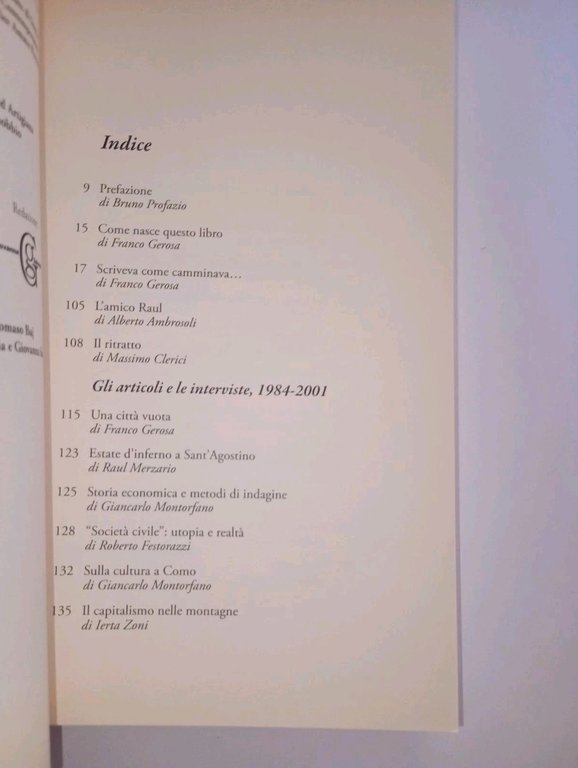 Indice
9 Prefazione
di Bruno Profazio
15 Come nasce questo libro
di Franco Gerosa
17 Scriveva come camminava…
di Franco Gerosa
105 L'amico Raul
di Alberto Ambrosoli
108 Il ritratto
di Massimo Clerici
Gli articoli e le interviste, 1984-2001
115 Una città vuota
di Franco Gerosa
123 Estate d'inferno a Sant'Agostino
di Raul Merzario
125 Storia economica e metodi di indagine
di Giancarlo Montorfano
128 “Società civile”: utopia e realtà
di Roberto Festorazzi
132 Sulla cultura a Como
di Giancarlo Montorfano
135 Il capitalismo nelle montagne
di Ierta Zoni